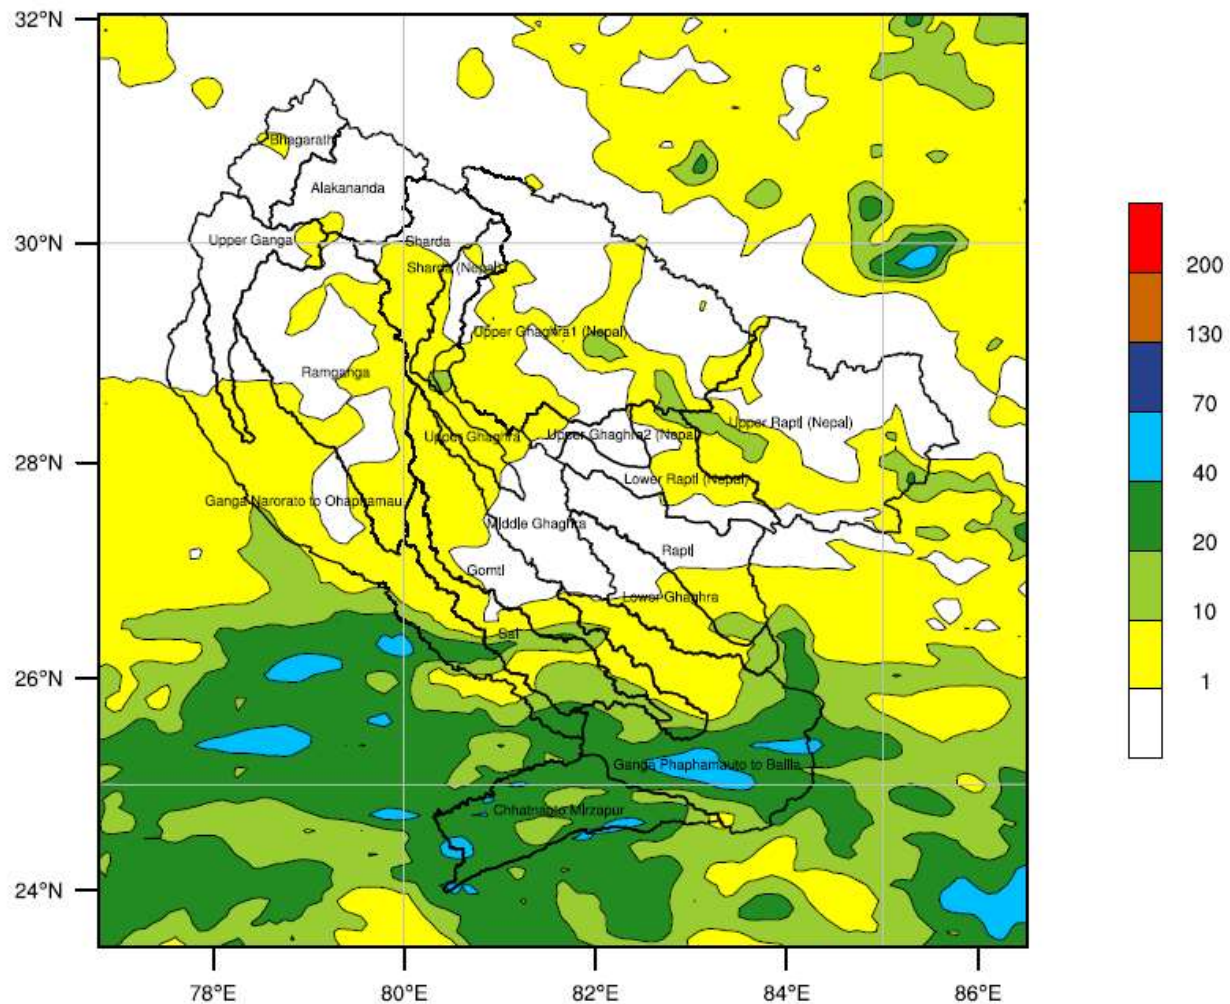 32°N
Bhagarath
Alakananda
30°N
Upper Ganga
Sharda
Sharda (Nepal)
200
Upper Ghaghra1 (Nepal)
130
Ramganga
70
Upper Rapti (Nepal)
Upper Ghaghra
Upper Ghaghra2 (Nepal)
28°N
40
Lower Rapti (Nepal)
Ganga Narorato to Ohaphamau
Middle Ghaghra
20
Rapti
Gomti
Lower Ghaghra
10
Sai
26°N
1
Ganga Phaphamauto to Ballia
Chhatnagto Mirzapur
24°N
78°E 80°E 82°E 84°E 86°E